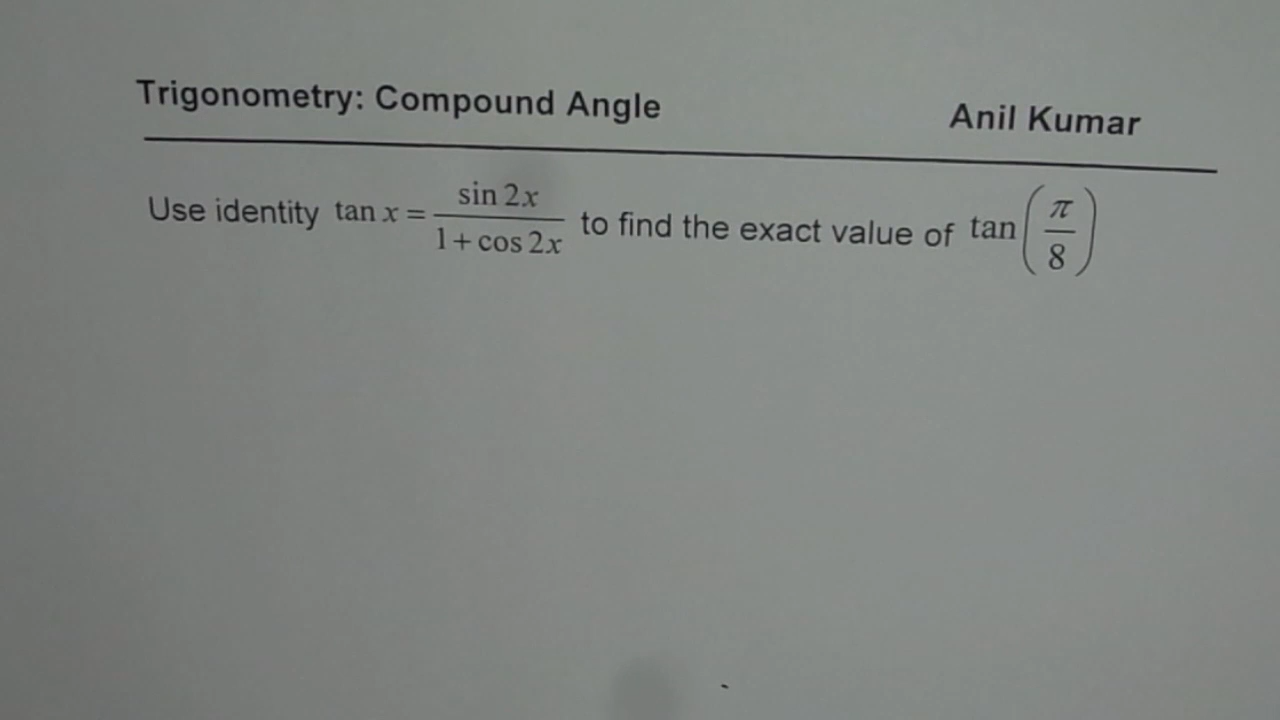 Trigonometry: Compound Angle Anil Kumar
Use identity tan x = sin 2x / 1 + cos 2x to find the exact value of tan (π / 8)